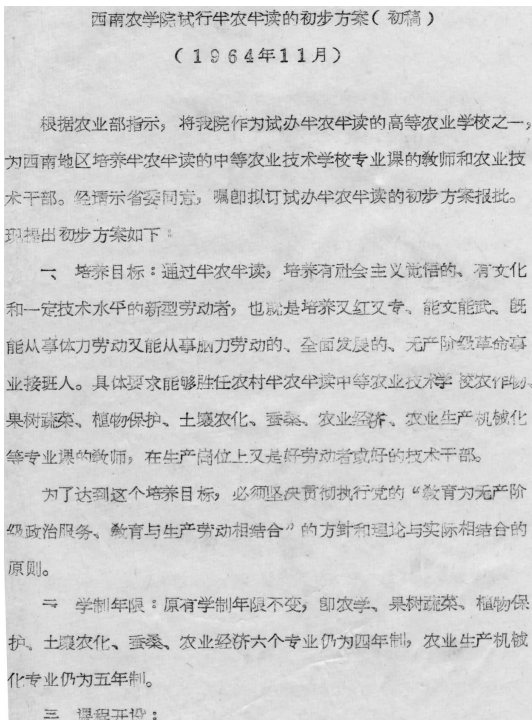 西南农学院试行半农半读的初步方案(初稿)
(1964年11月)
根据农业部指示,将我院作为试办半农半读的高等农业学校之一,
为西南地区培养半农半读的中等农业技术学校专业课的教师和农业技
术干部。经请示省委同意,嘱即拟订试办半农半读的初步方案报批。
现提出初步方案如下:
一、培养目标:通过半农半读,培养有社会主义觉悟的、有文化
和一定技术水平的新型劳动者,也就是培养又红又专、能文能武、既
能从事体力劳动又能从事脑力劳动的、全面发展的、无产阶级革命事
业接班人。具体要求能够胜任农村半农半读中等农业技术学校农作物、
果树蔬菜、植物保护、土壤农化、蚕桑、农业经济、农业生产机械化
等专业课的教师,在生产岗位上又是好劳动者或好的技术干部。
为了达到这个培养目标,必须坚决贯彻执行党的“教育为无产阶
级政治服务、教育与生产劳动相结合”的方针和理论与实际相结合的
原则。
二 学制年限:原有学制年限不变,即农学、果树蔬菜、植物保
护、土壤农化、蚕桑、农业经济六个专业仍为四年制,农业生产机械
化专业仍为五年制。
三 课程开设: